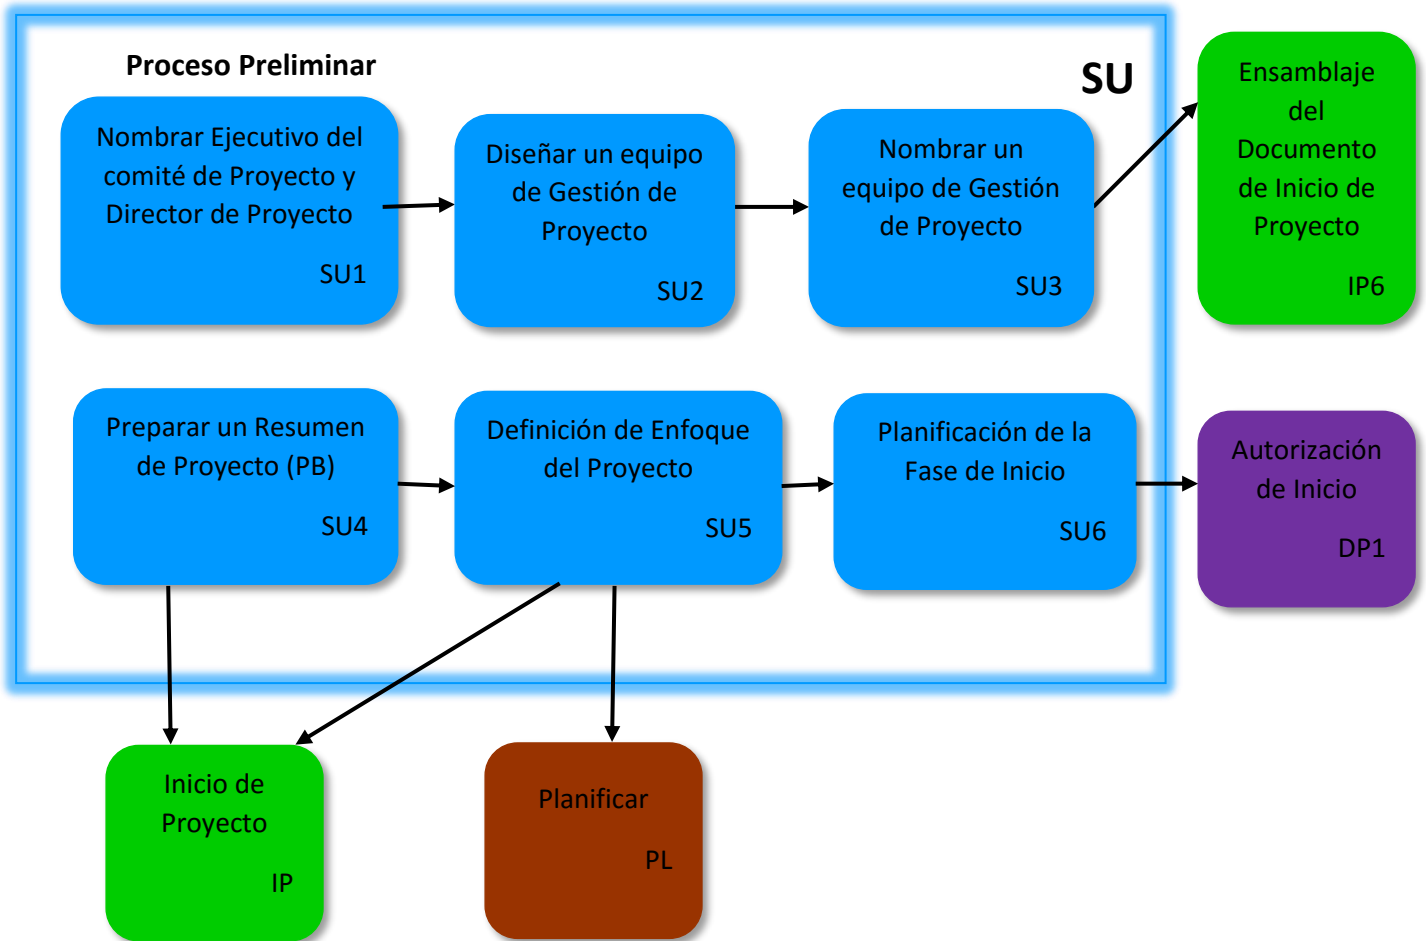 Proceso Preliminar
SU
Nombrar Ejecutivo del
comité de Proyecto y
Director de Proyecto
SU1
Diseñar un equipo
de Gestión de
Proyecto
SU2
Nombrar un
equipo de Gestión
de Proyecto
SU3
Ensamblaje
del
Documento
de Inicio de
Proyecto
IP6
Preparar un Resumen
de Proyecto (PB)
SU4
Definición de Enfoque
del Proyecto
SU5
Planificación de la
Fase de Inicio
SU6
Autorización
de Inicio
DP1
Inicio de
Proyecto
IP
Planificar
PL